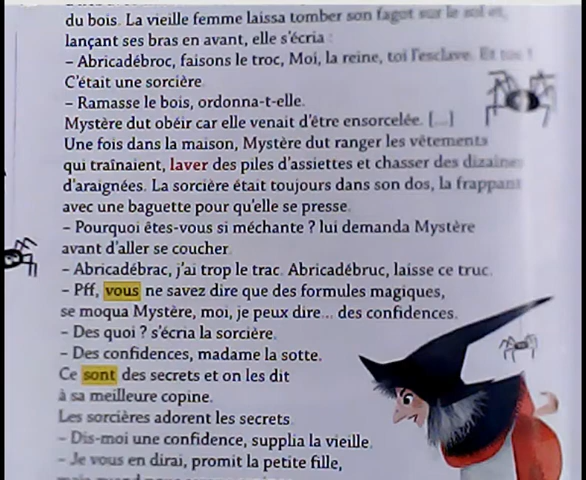 du bois. La vieille femme laissa tomber son fagot sur le sol et,
lançant ses bras en avant, elle s'écria :
– Abricadébroc, faisons le troc, Moi, la reine, toi l'esclave. Et toc !
C'était une sorcière.
– Ramasse le bois, ordonna-t-elle.
Mystère dut obéir car elle venait d'être ensorcelée. [...]
Une fois dans la maison, Mystère dut ranger les vêtements
qui traînaient, laver des piles d'assiettes et chasser des dizaines
d'araignées. La sorcière était toujours dans son dos, la frappant
avec une baguette pour qu'elle se presse.
– Pourquoi êtes-vous si méchante ? lui demanda Mystère
avant d'aller se coucher.
– Abricadébrac, j'ai trop le trac. Abricadébruc, laisse ce truc.
– Pff, vous ne savez dire que des formules magiques,
se moqua Mystère, moi, je peux dire... des confidences.
– Des quoi ? s'écria la sorcière.
– Des confidences, madame la sotte.
Ce sont des secrets et on les dit
à sa meilleure copine.
Les sorcières adorent les secrets.
– Dis-moi une confidence, supplia la vieille.
– Je vous en dirai, promit la petite fille,